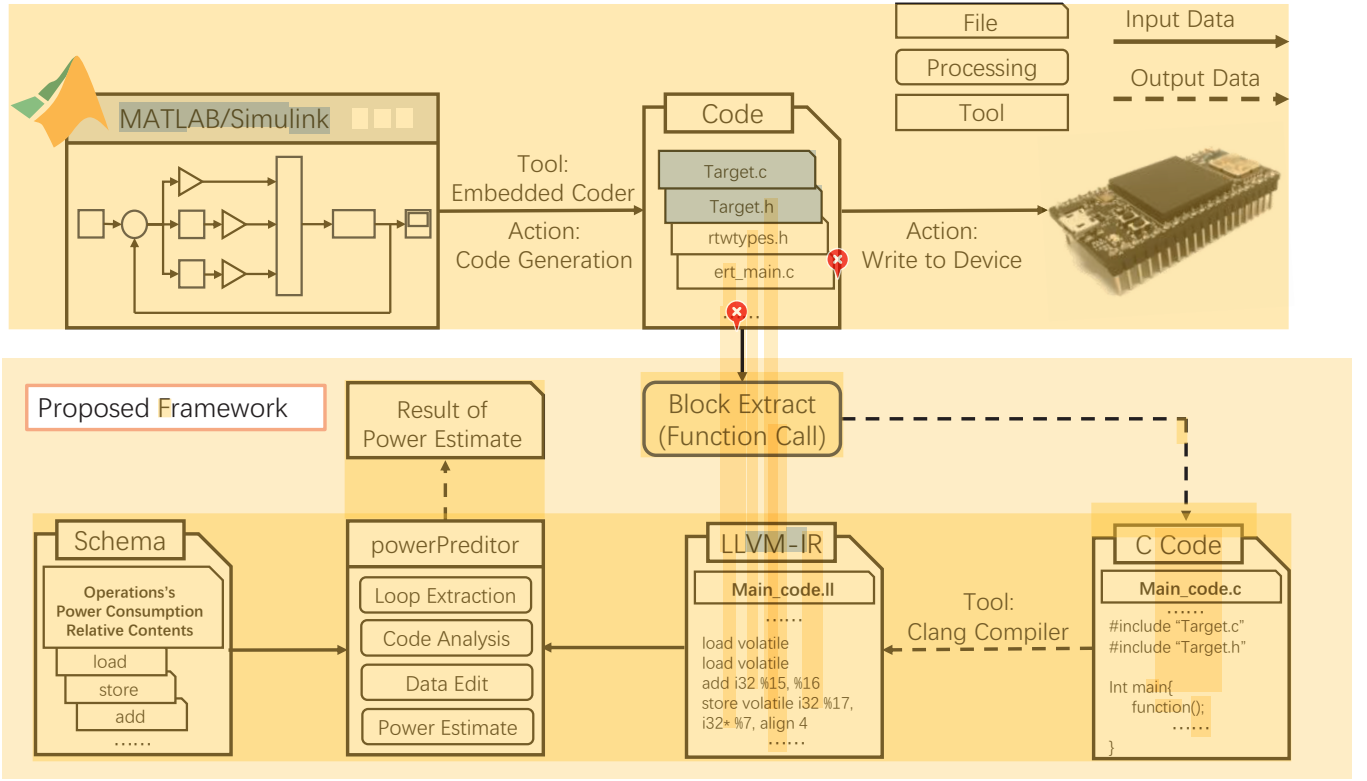 File
Input Data
Processing
Output Data
Tool
MATLAB/Simulink
Code
Target.c
Target.h
rtwtypes.h
ert_main.c
......
Tool:
Embedded Coder
Action:
Code Generation
Action:
Write to Device
Proposed Framework
Result of
Power Estimate
Block Extract
(Function Call)
Schema
Operations's
Power Consumption
Relative Contents
load
store
add
......
powerPreditor
Loop Extraction
Code Analysis
Data Edit
Power Estimate
LLVM-IR
Main_code.ll
......
load volatile
load volatile
add i32 %15, %16
store volatile i32 %17,
i32* %7, align 4
......
Tool:
Clang Compiler
C Code
Main_code.c
......
#include “Target.c”
#include “Target.h”
Int main{
function();
......
}